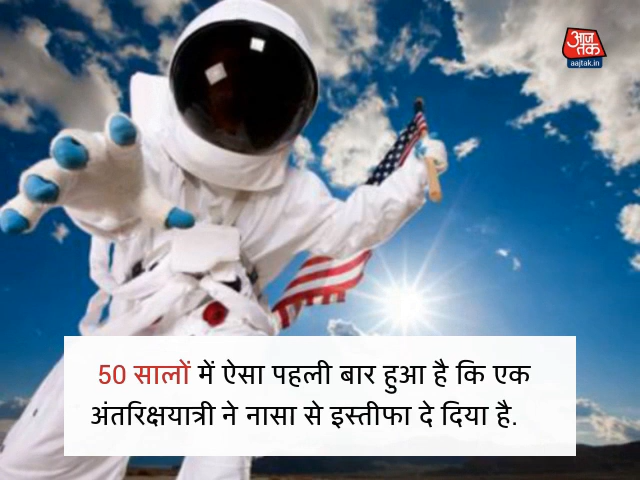 आज
तक
aajtak.in
50 सालों में ऐसा पहली बार हुआ है कि एक
अंतरिक्षयात्री ने नासा से इस्तीफा दे दिया है.